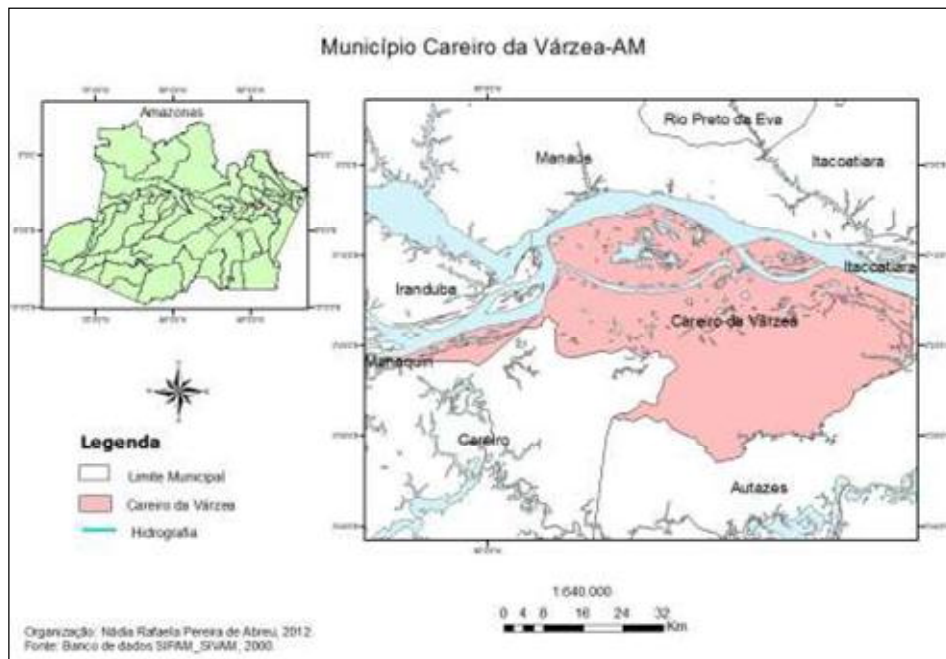 Município Careiro da Várzea-AM
Amazonas
Rio Preto da Eva
Manaus
Itacoatiara
Itacoatiara
Iranduba
Careiro da Várzea
Manaquiri
Careiro
Autazes
Legenda
Limite Municipal
Careiro da Várzea
Hidrografia
1:640.000
0 4 8 16 24 32
Km
Organização: Nádia Rafaela Pereira de Abreu, 2012.
Fonte: Banco de dados SIPAM_SIVAM, 2000.